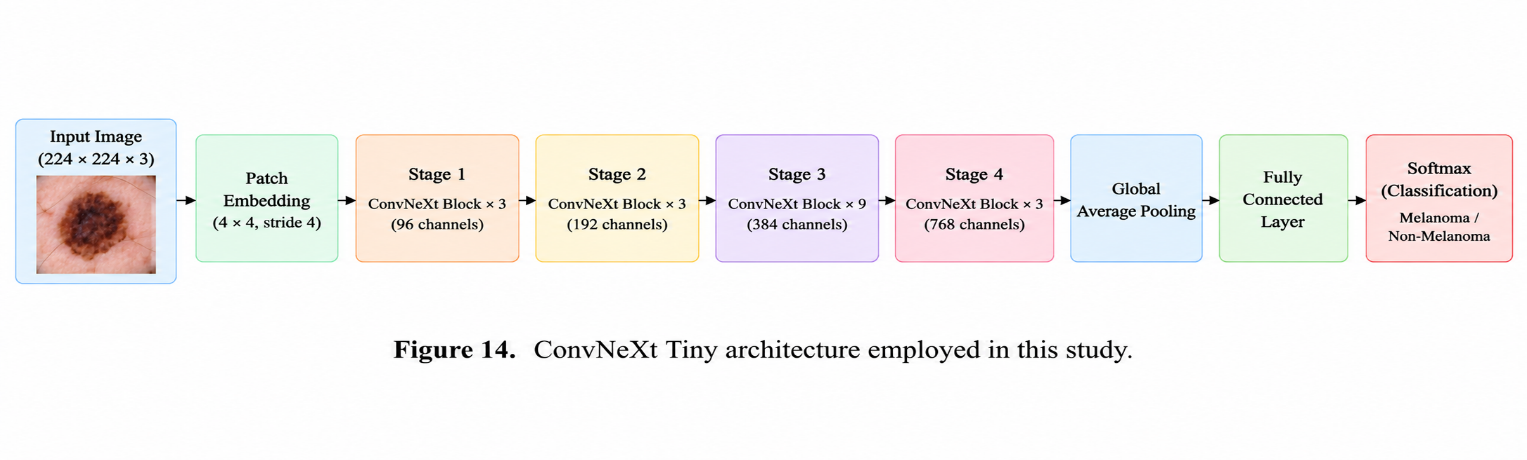 Input Image
(224 × 224 × 3)
Patch
Embedding
(4 × 4, stride 4)
Stage 1
ConvNeXt Block × 3
(96 channels)
Stage 2
ConvNeXt Block × 3
(192 channels)
Stage 3
ConvNeXt Block × 9
(384 channels)
Stage 4
ConvNeXt Block × 3
(768 channels)
Global
Average Pooling
Fully
Connected
Layer
Softmax
(Classification)
Melanoma /
Non-Melanoma
Figure 14. ConvNeXt Tiny architecture employed in this study.